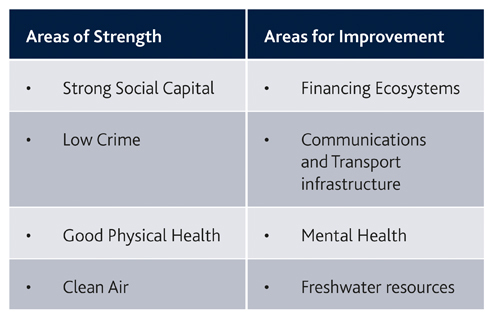 Areas of Strength
Areas for Improvement
• Strong Social Capital
• Financing Ecosystems
• Low Crime
• Communications
and Transport
infrastructure
• Good Physical Health
• Mental Health
• Clean Air
• Freshwater resources